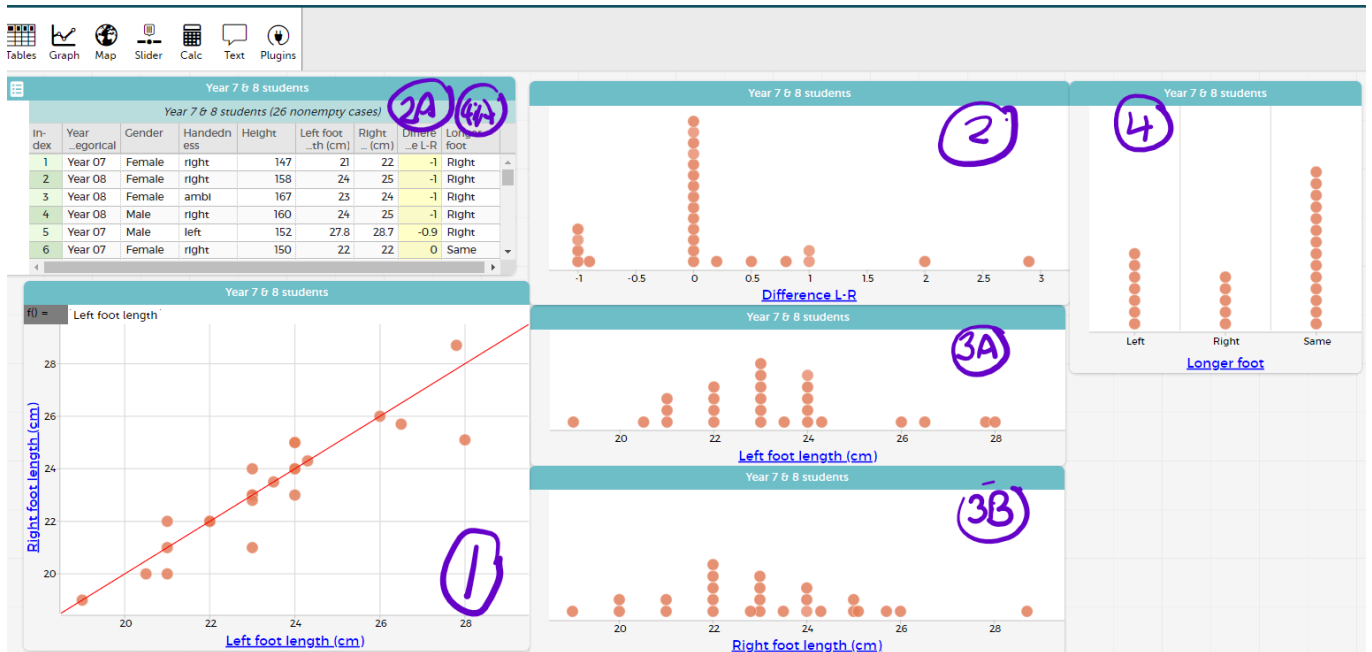 Tables Graph Map Slider Calc Text Plugins
Year 7 & 8 students
Year 7 & 8 students (26 nonempty cases)
2A 4A
In-dex Year ...egorical Gender Handedn ess Height Left foot ...th (cm) Right ... (cm) Differe ...e L-R Longer foot
1 Year 07 Female right 147 21 22 -1 Right
2 Year 08 Female right 158 24 25 -1 Right
3 Year 08 Female ambi 167 23 24 -1 Right
4 Year 08 Male right 160 24 25 -1 Right
5 Year 07 Male left 152 27.8 28.7 -0.9 Right
6 Year 07 Female right 150 22 22 0 Same
Year 7 & 8 students
f() = Left foot length
28
26
24
22
20
20 22 24 26 28
Right foot length (cm)
Left foot length (cm)
1
Year 7 & 8 students
2
-1 -0.5 0 0.5 1 1.5 2 2.5 3
Difference L-R
Year 7 & 8 students
3A
20 22 24 26 28
Left foot length (cm)
Year 7 & 8 students
3B
20 22 24 26 28
Right foot length (cm)
Year 7 & 8 students
4
Left Right Same
Longer foot